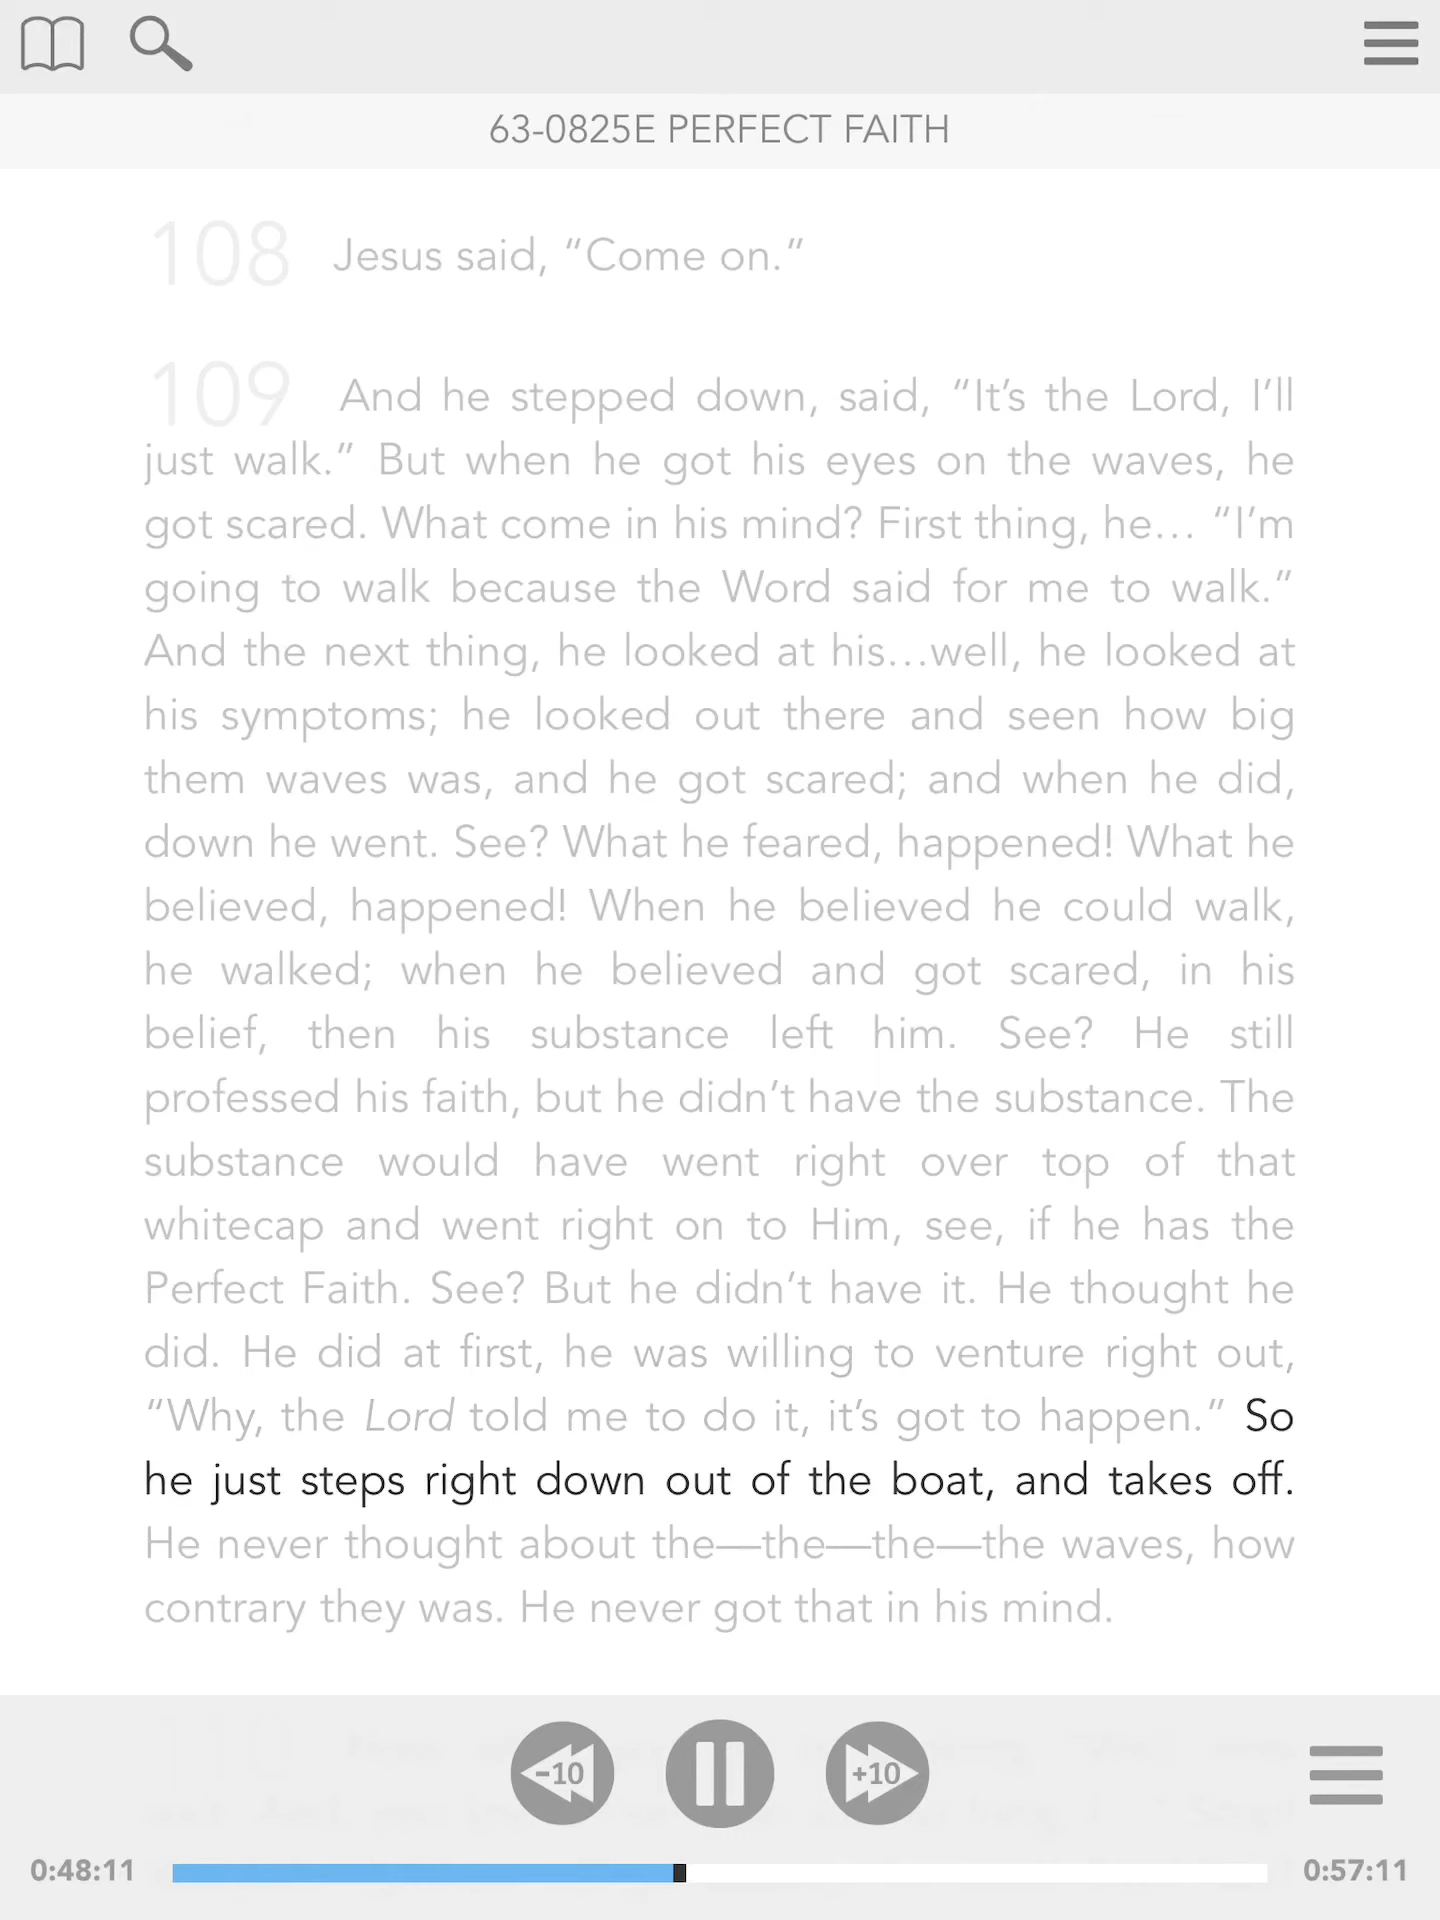 63-0825E PERFECT FAITH
108 Jesus said, “Come on.”
109 And he stepped down, said, “It’s the Lord, I’ll
just walk.” But when he got his eyes on the waves, he
got scared. What come in his mind? First thing, he… “I’m
going to walk because the Word said for me to walk.”
And the next thing, he looked at his…well, he looked at
his symptoms; he looked out there and seen how big
them waves was, and he got scared; and when he did,
down he went. See? What he feared, happened! What he
believed, happened! When he believed he could walk,
he walked; when he believed and got scared, in his
belief, then his substance left him. See? He still
professed his faith, but he didn’t have the substance. The
substance would have went right over top of that
whitecap and went right on to Him, see, if he has the
Perfect Faith. See? But he didn’t have it. He thought he
did. He did at first, he was willing to venture right out,
“Why, the Lord told me to do it, it’s got to happen.” So
he just steps right down out of the boat, and takes off.
He never thought about the—the—the—the waves, how
contrary they was. He never got that in his mind.
-10 +10
0:48:11 0:57:11